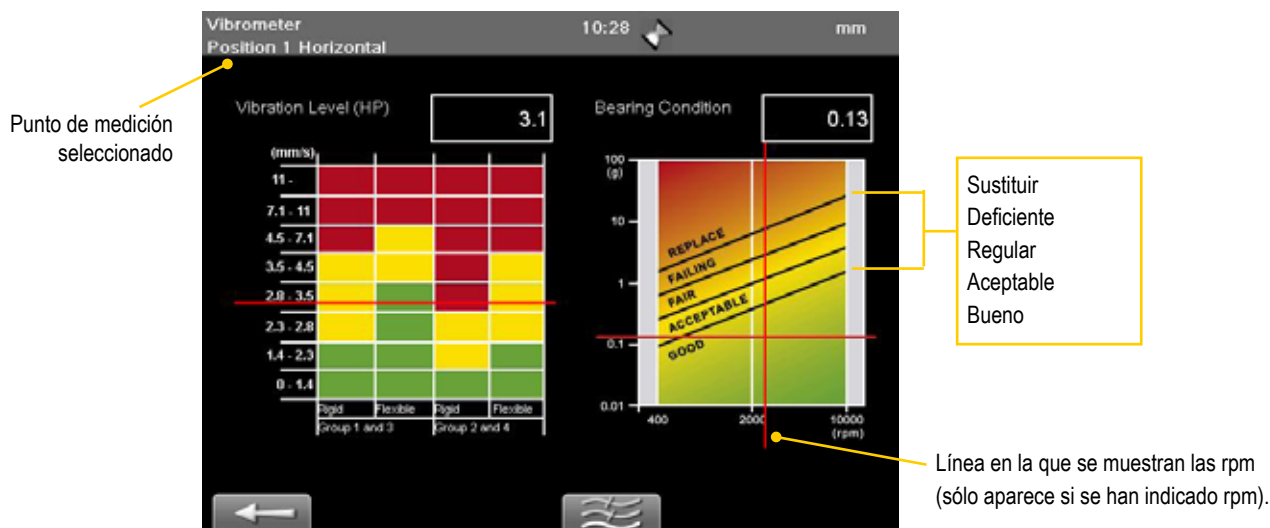 Vibrometer
10:28
mm
Position 1 Horizontal
Punto de medición
seleccionado
Vibration Level (HP)
3.1
(mm/s)
11 -
7.1 - 11
4.5 - 7.1
3.5 - 4.5
2.8 - 3.5
2.3 - 2.8
1.4 - 2.3
0 - 1.4
Rigid Flexible Rigid Flexible
Group 1 and 3 Group 2 and 4
Bearing Condition
0.13
100
(g)
10
1
0.1
0.01
REPLACE
FAILING
FAIR
ACCEPTABLE
GOOD
400 2000 10000
(rpm)
Sustituir
Deficiente
Regular
Aceptable
Bueno
Línea en la que se muestran las rpm
(sólo aparece si se han indicado rpm).